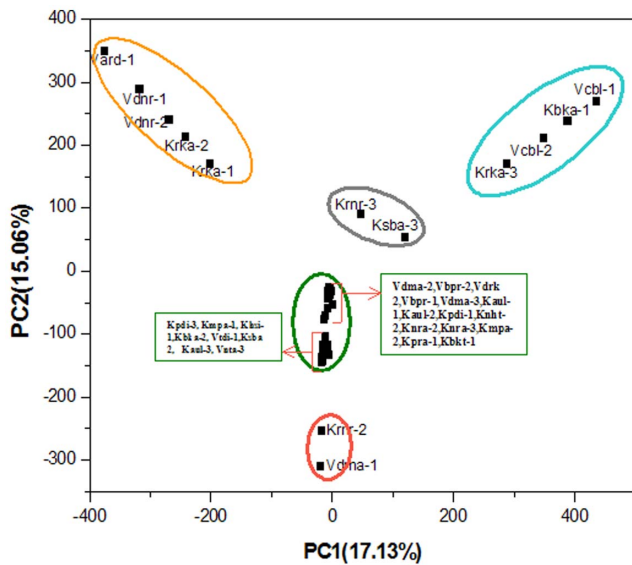 400
300
200
100
0
-100
-200
-300
-400
-200
0
200
400
PC2(15.06%)
PC1(17.13%)
Vard-1
Vdnr-1
Vdnr-2
Krka-2
Krka-1
Vcbl-1
Kbka-1
Vcbl-2
Krka-3
Krnr-3
Ksba-3
Vdma-2,Vbpr-2,Vdrk
2,Vbpr-1,Vdma-3,Kaul-
1,Kaul-2,Kpdi-1,Knht-
2,Knra-2,Knra-3,Kmpa-
2,Kpra-1,Kbkt-1
Kpdi-3, Kmpa-1,
1,Kbka-2, Vtdi-1,Ksba
2, Kaul-3, Vnta-3
Krnr-2
Vdma-1